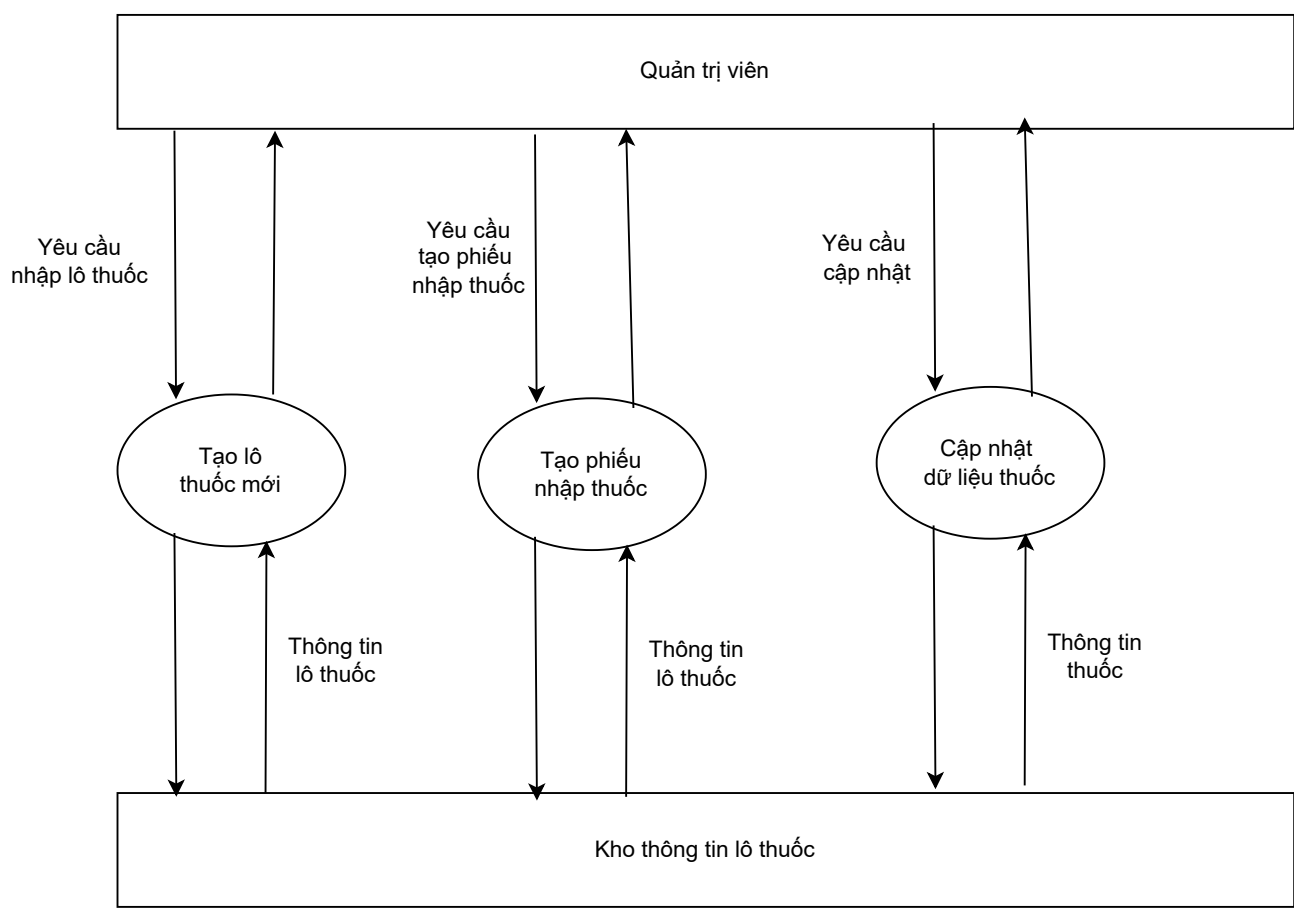 Quản trị viên
Yêu cầu
nhập lô thuốc
Yêu cầu
tạo phiếu
nhập thuốc
Yêu cầu
cập nhật
Tạo lô
thuốc mới
Tạo phiếu
nhập thuốc
Cập nhật
dữ liệu thuốc
Thông tin
lô thuốc
Thông tin
lô thuốc
Thông tin
thuốc
Kho thông tin lô thuốc